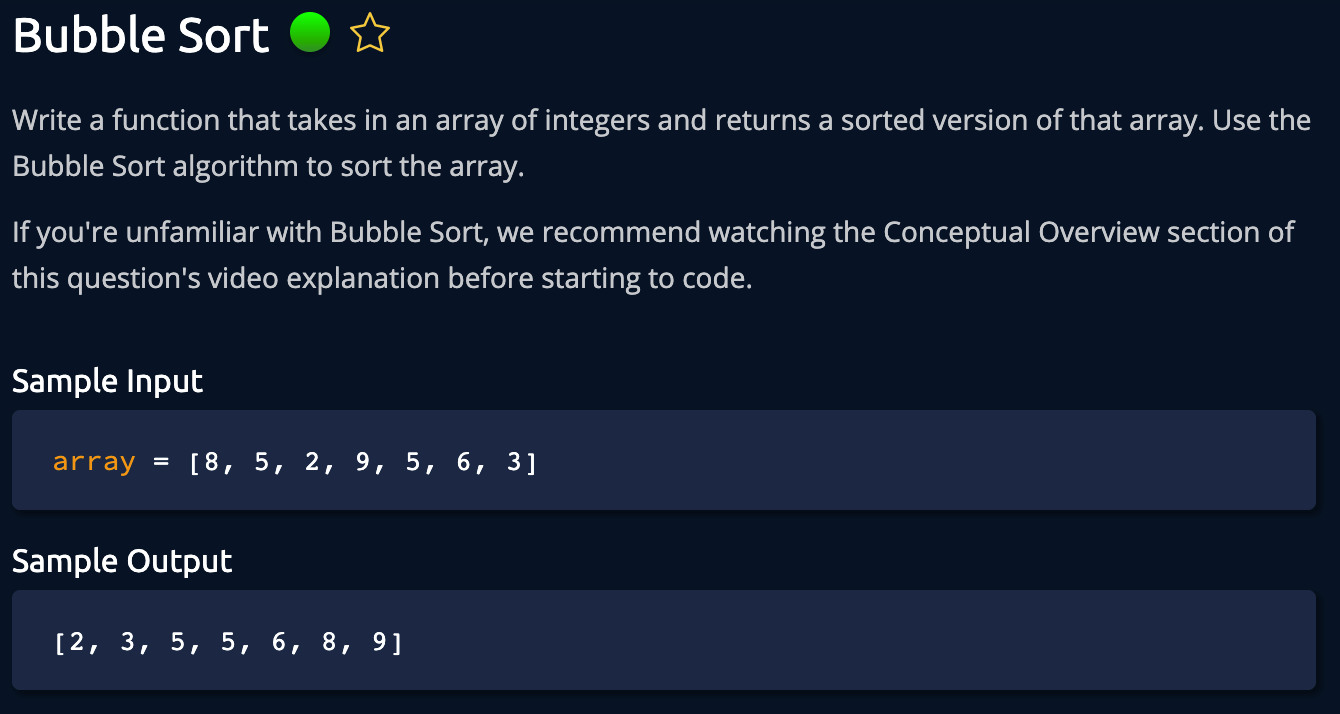 Bubble Sort
Write a function that takes in an array of integers and returns a sorted version of that array. Use the
Bubble Sort algorithm to sort the array.
If you're unfamiliar with Bubble Sort, we recommend watching the Conceptual Overview section of
this question's video explanation before starting to code.
Sample Input
array = [8, 5, 2, 9, 5, 6, 3]
Sample Output
[2, 3, 5, 5, 6, 8, 9]